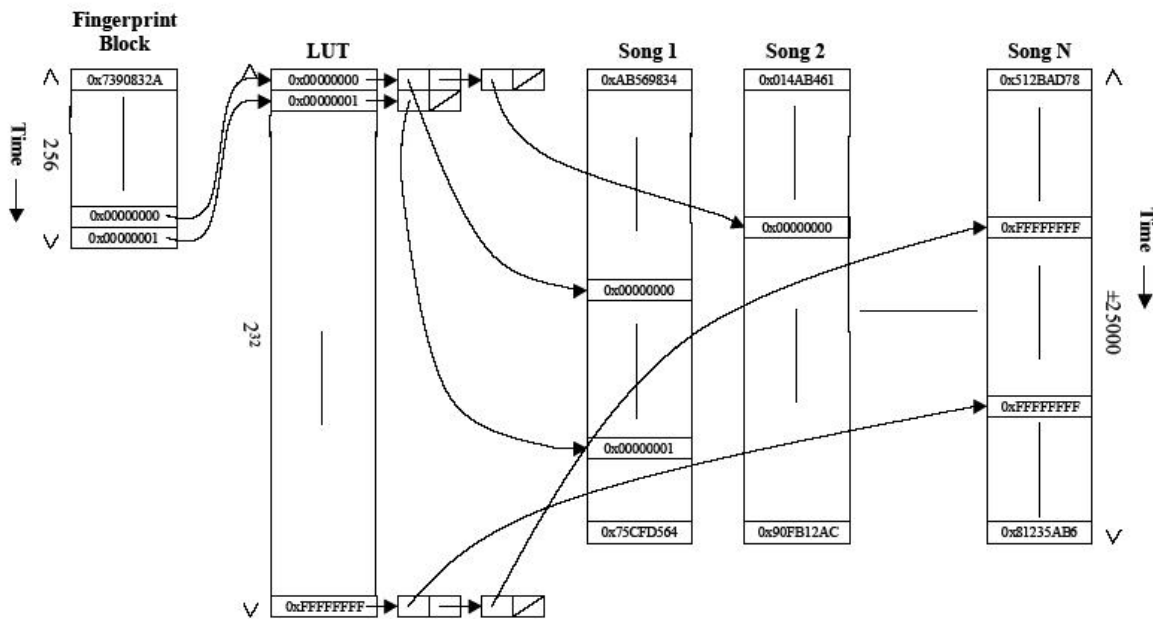 Fingerprint
Block
LUT
Song 1
Song 2
Song N
0x7390832A
0x00000000
0xAB569834
0x014AB461
0x512BAD78
0x00000001
Time
256
0x00000000
0x00000001
0x00000000
0xFFFFFFFF
Time
0x00000000
2³²
±25000
0xFFFFFFFF
0x00000001
0x75CFD564
0x90FB12AC
0x81235AB6
0xFFFFFFFF